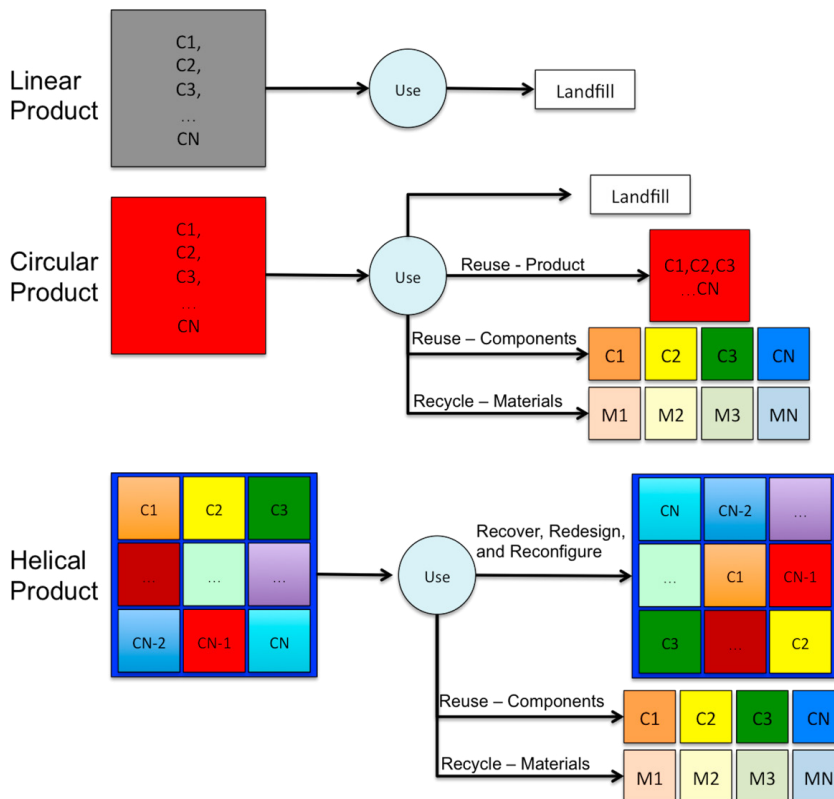 Linear
Product
C1,
C2,
C3,
...
CN
Use
Landfill
Circular
Product
C1,
C2,
C3,
...
CN
Use
Landfill
Reuse - Product
C1,C2,C3
...CN
Reuse – Components
C1 C2 C3 CN
Recycle – Materials
M1 M2 M3 MN
Helical
Product
C1 C2 C3
... ... ...
CN-2 CN-1 CN
Use
Recover, Redesign,
and Reconfigure
CN CN-2 ...
... C1 CN-1
C3 ... C2
Reuse – Components
C1 C2 C3 CN
Recycle – Materials
M1 M2 M3 MN